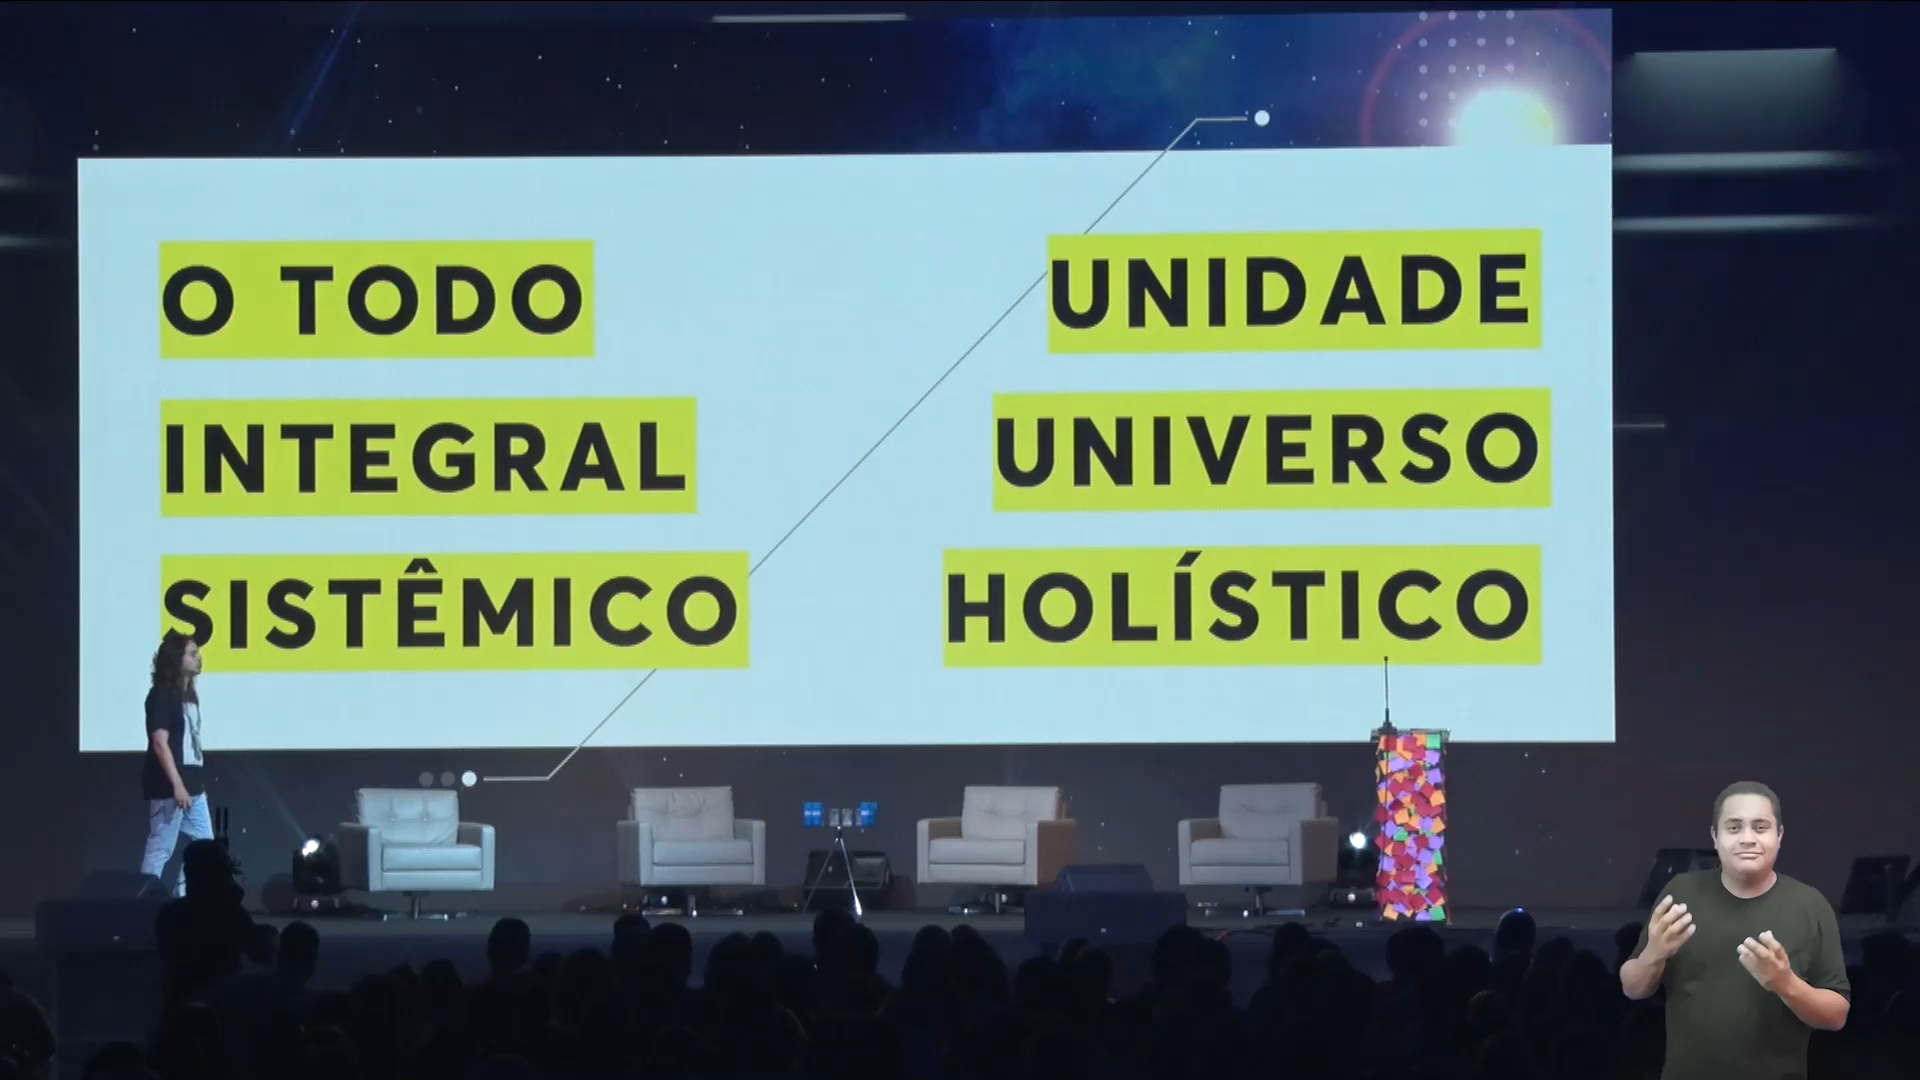 O TODO
INTEGRAL
SISTÊMICO
UNIDADE
UNIVERSO
HOLÍSTICO